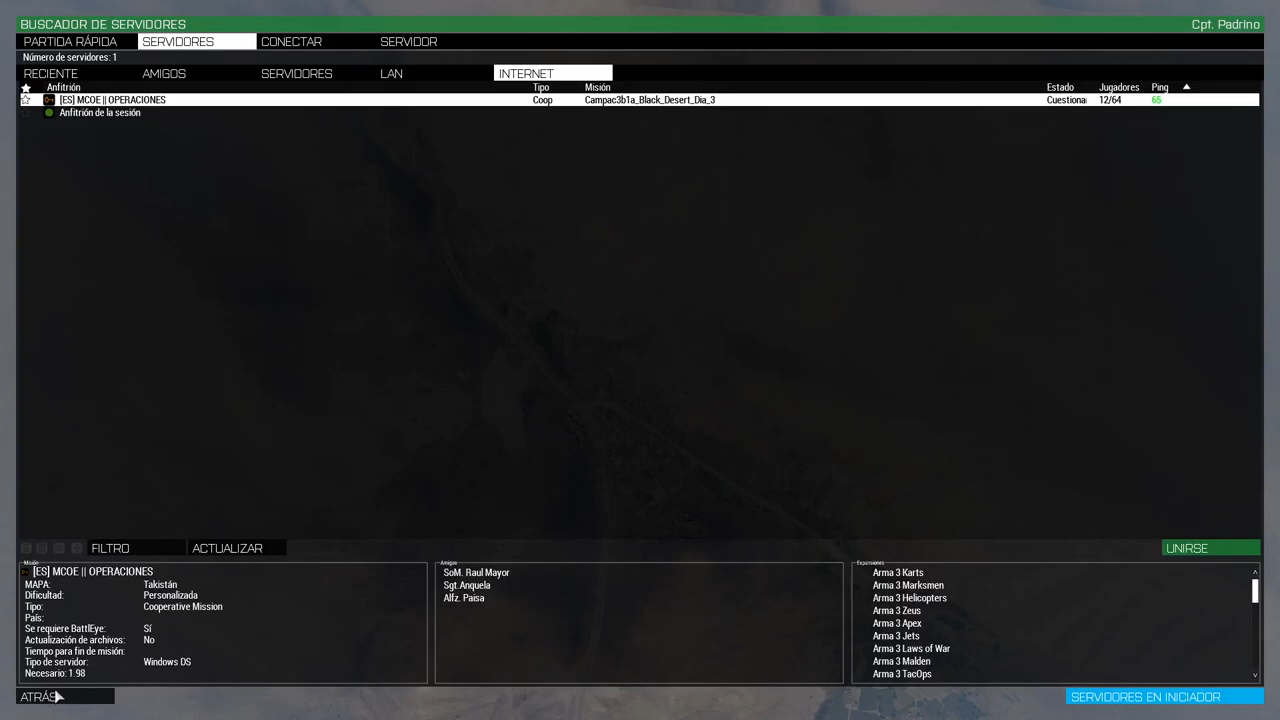 BUSCADOR DE SERVIDORES Cpt. Padrino
PARTIDA RÁPIDA SERVIDORES CONECTAR SERVIDOR
Número de servidores: 1
RECIENTE AMIGOS SERVIDORES LAN INTERNET
Anfitrión Tipo Misión Estado Jugadores Ping
[ES] MCOE || OPERACIONES Coop Campac3b1a_Black_Desert_Dia_3 Cuestiona 12/64 65
Anfitrión de la sesión
FILTRO ACTUALIZAR UNIRSE
Misión
[ES] MCOE || OPERACIONES
MAPA: Takistán
Dificultad: Personalizada
Tipo: Cooperative Mission
País:
Se requiere BattlEye: Sí
Actualización de archivos: No
Tiempo para fin de misión:
Tipo de servidor: Windows DS
Necesario: 1.98
Amigos
SoM. Raul Mayor
Sgt.Anquela
Alfz. Paisa
Expansiones
Arma 3 Karts
Arma 3 Marksmen
Arma 3 Helicopters
Arma 3 Zeus
Arma 3 Apex
Arma 3 Jets
Arma 3 Laws of War
Arma 3 Malden
Arma 3 TacOps
ATRÁS SERVIDORES EN INICIADOR